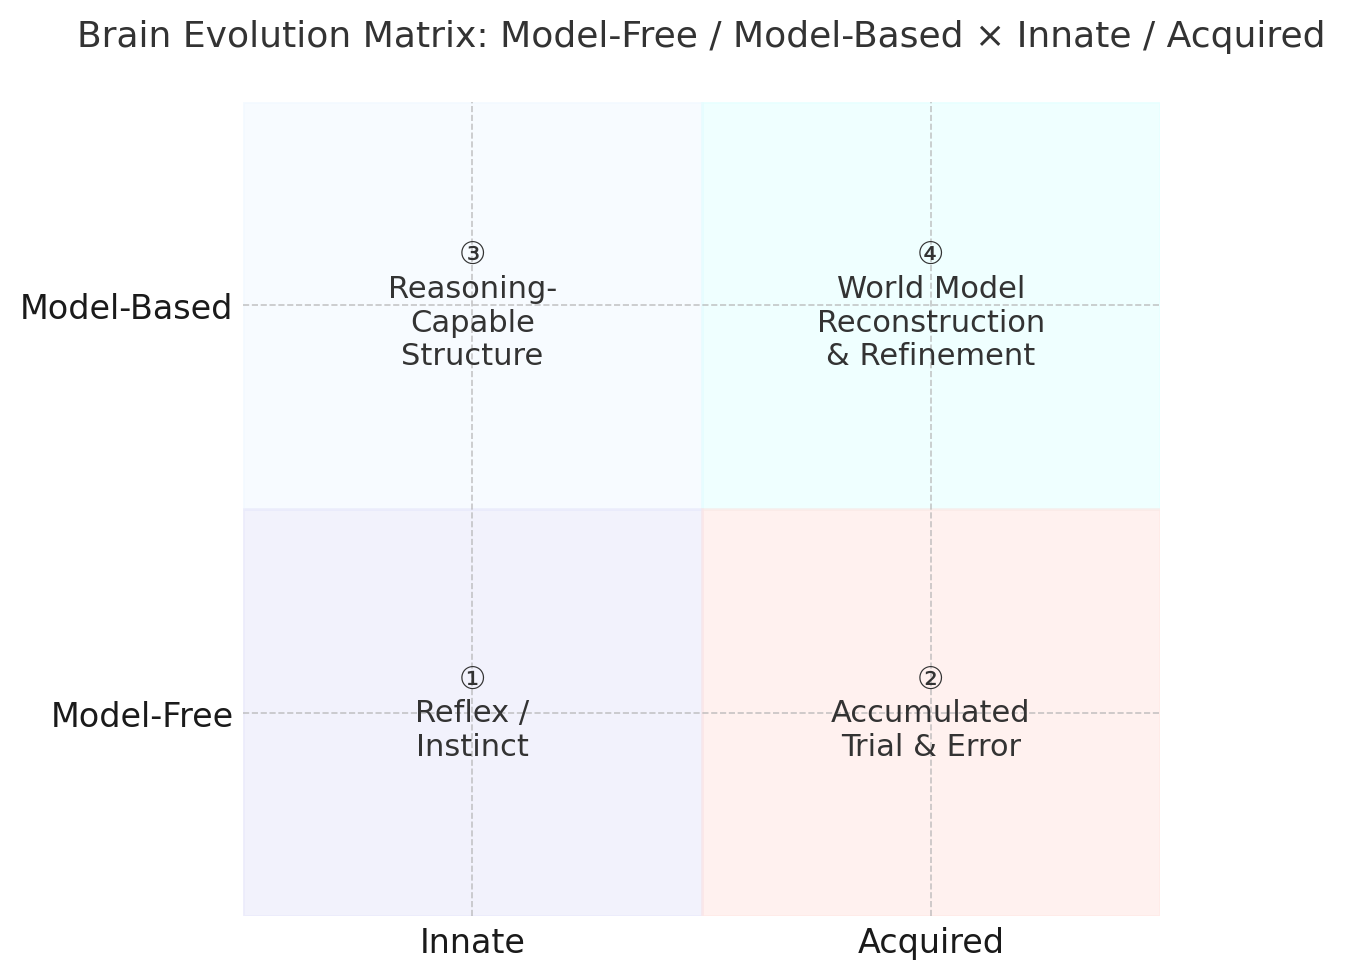 Brain Evolution Matrix: Model-Free / Model-Based × Innate / Acquired
Model-Based
③
Reasoning-
Capable
Structure
④
World Model
Reconstruction
& Refinement
Model-Free
①
Reflex /
Instinct
②
Accumulated
Trial & Error
Innate
Acquired